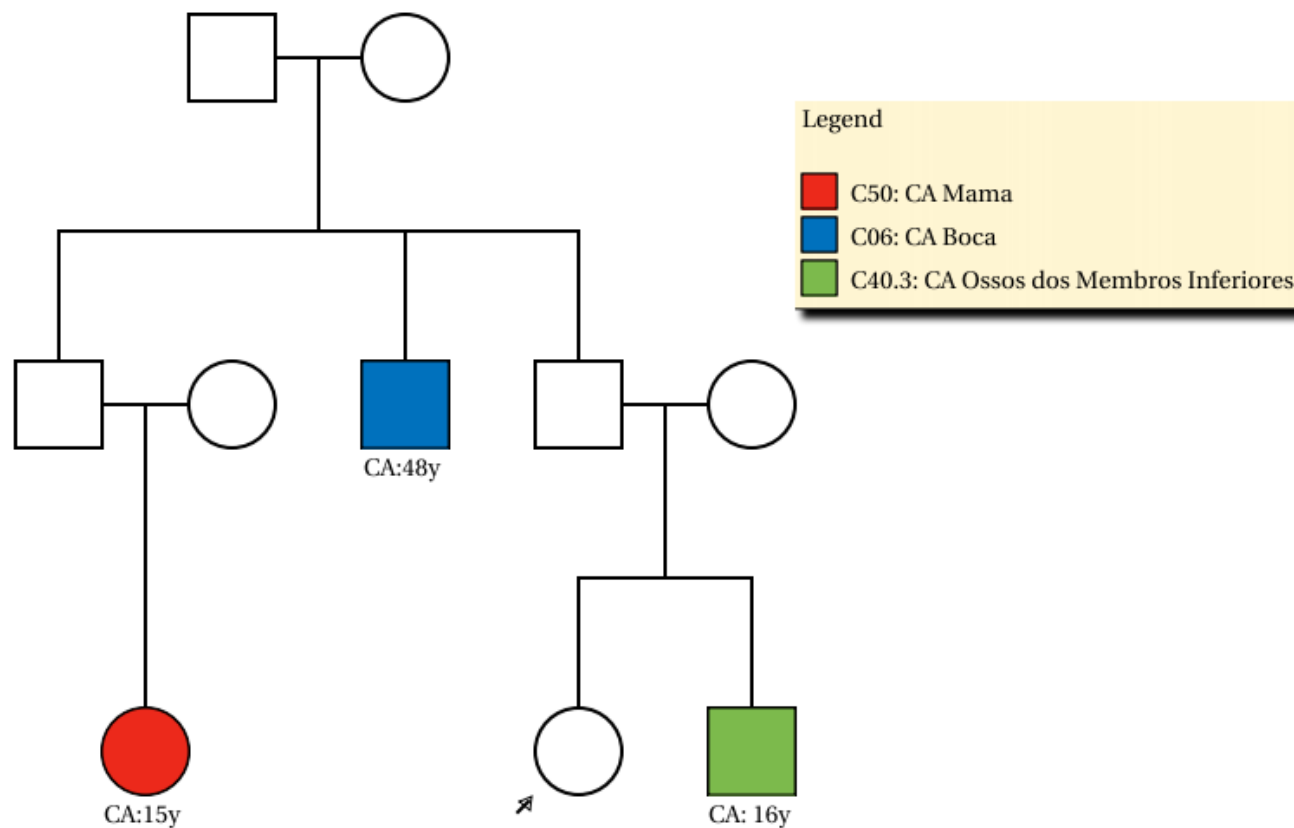 Legend
C50: CA Mama
C06: CA Boca
C40.3: CA Ossos dos Membros Inferiores
CA:48y
CA:15y
CA: 16y